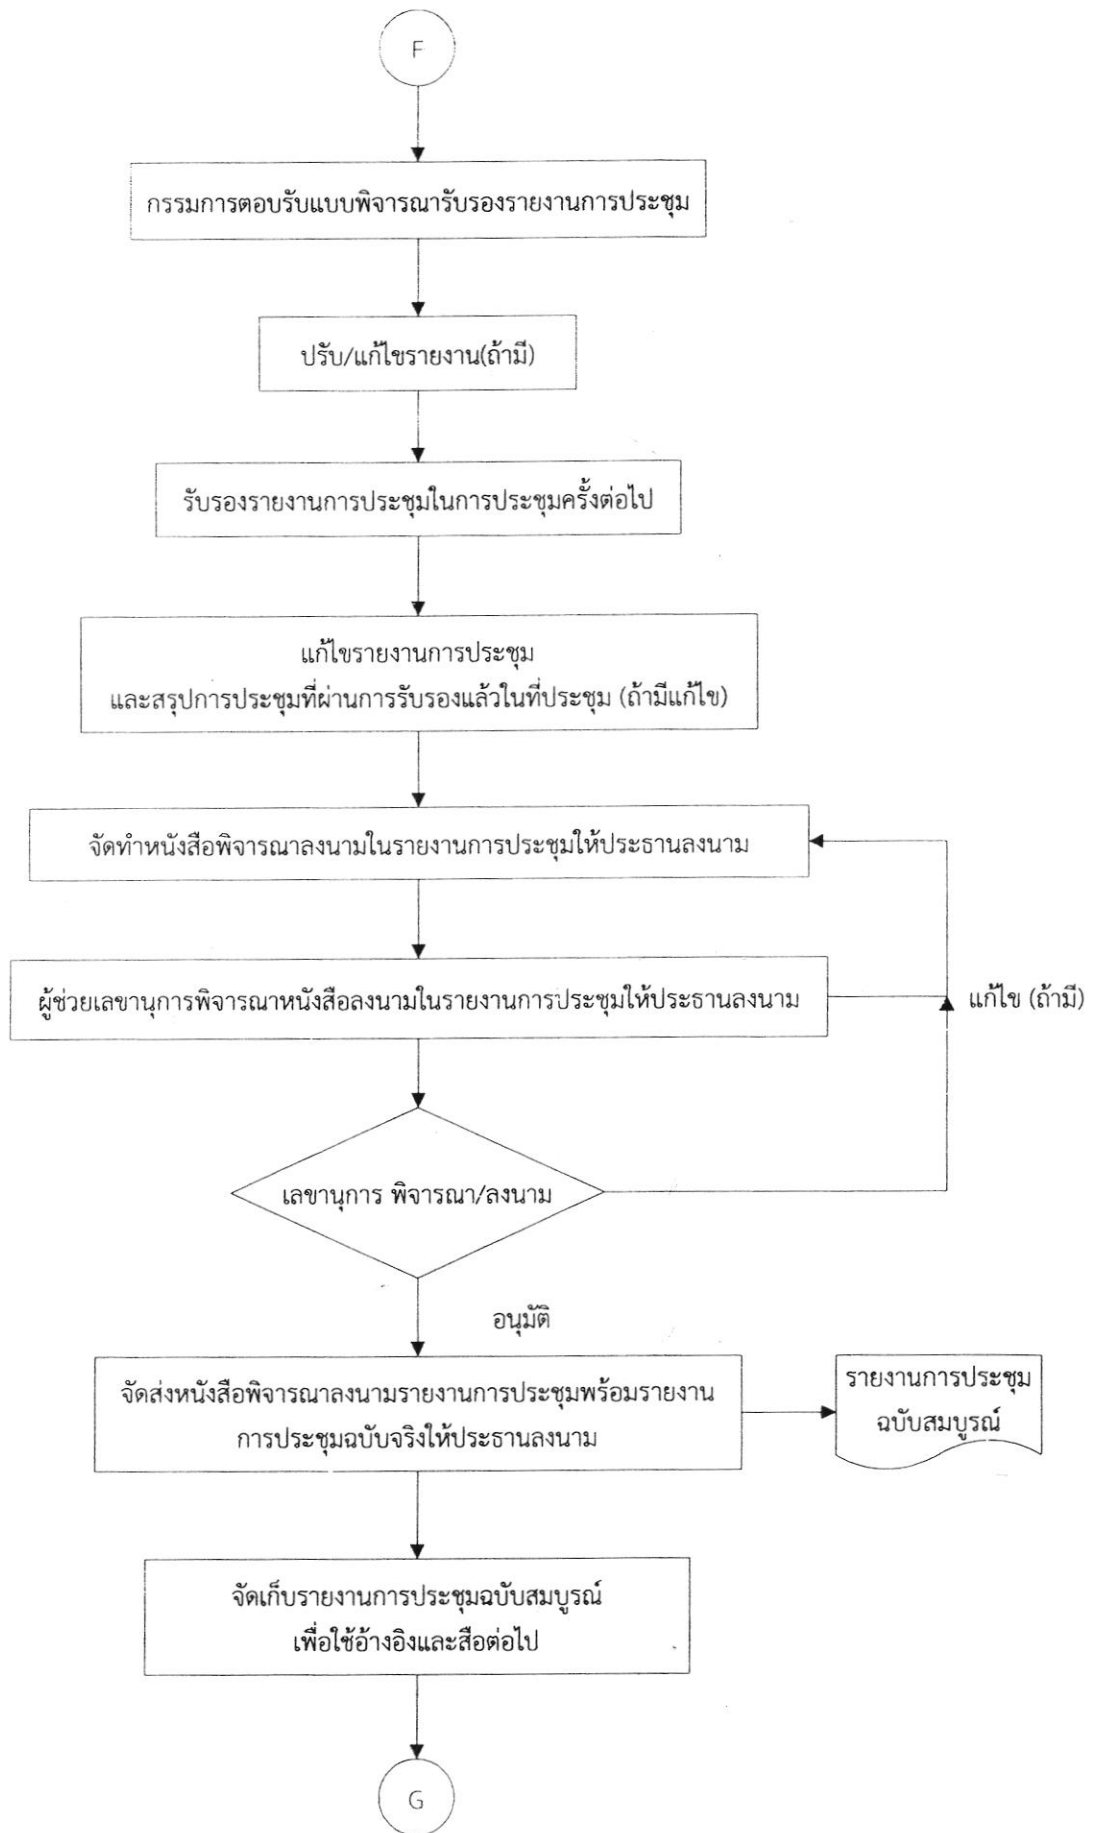 F
กรรมการตอบรับแบบพิจารณารับรองรายงานการประชุม
ปรับ/แก้ไขรายงาน(ถ้ามี)
รับรองรายงานการประชุมในการประชุมครั้งต่อไป
แก้ไขรายงานการประชุม
และสรุปการประชุมที่ผ่านการรับรองแล้วในที่ประชุม (ถ้ามีแก้ไข)
จัดทำหนังสือพิจารณาลงนามในรายงานการประชุมให้ประธานลงนาม
ผู้ช่วยเลขานุการพิจารณาหนังสือลงนามในรายงานการประชุมให้ประธานลงนาม
แก้ไข (ถ้ามี)
เลขานุการ พิจารณา/ลงนาม
อนุมัติ
จัดส่งหนังสือพิจารณาลงนามรายงานการประชุมพร้อมรายงาน
การประชุมฉบับจริงให้ประธานลงนาม
รายงานการประชุม
ฉบับสมบูรณ์
จัดเก็บรายงานการประชุมฉบับสมบูรณ์
เพื่อใช้อ้างอิงและสือต่อไป
G